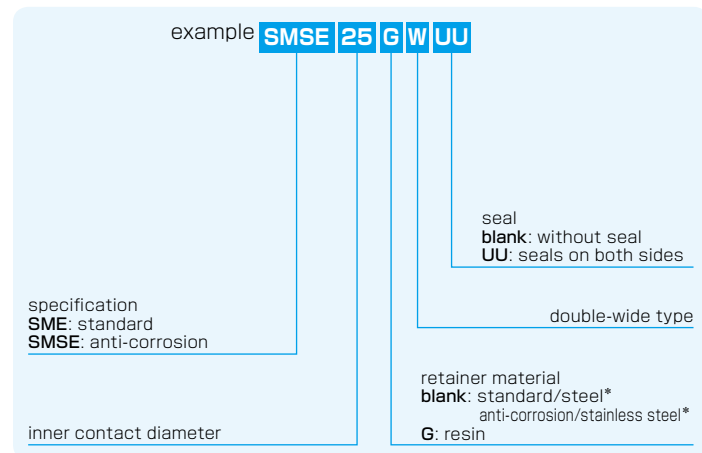 example SMSE 25 G W UU
seal
blank: without seal
UU: seals on both sides
specification
SME: standard
SMSE: anti-corrosion
double-wide type
retainer material
blank: standard/steel*
anti-corrosion/stainless steel*
G: resin
inner contact diameter